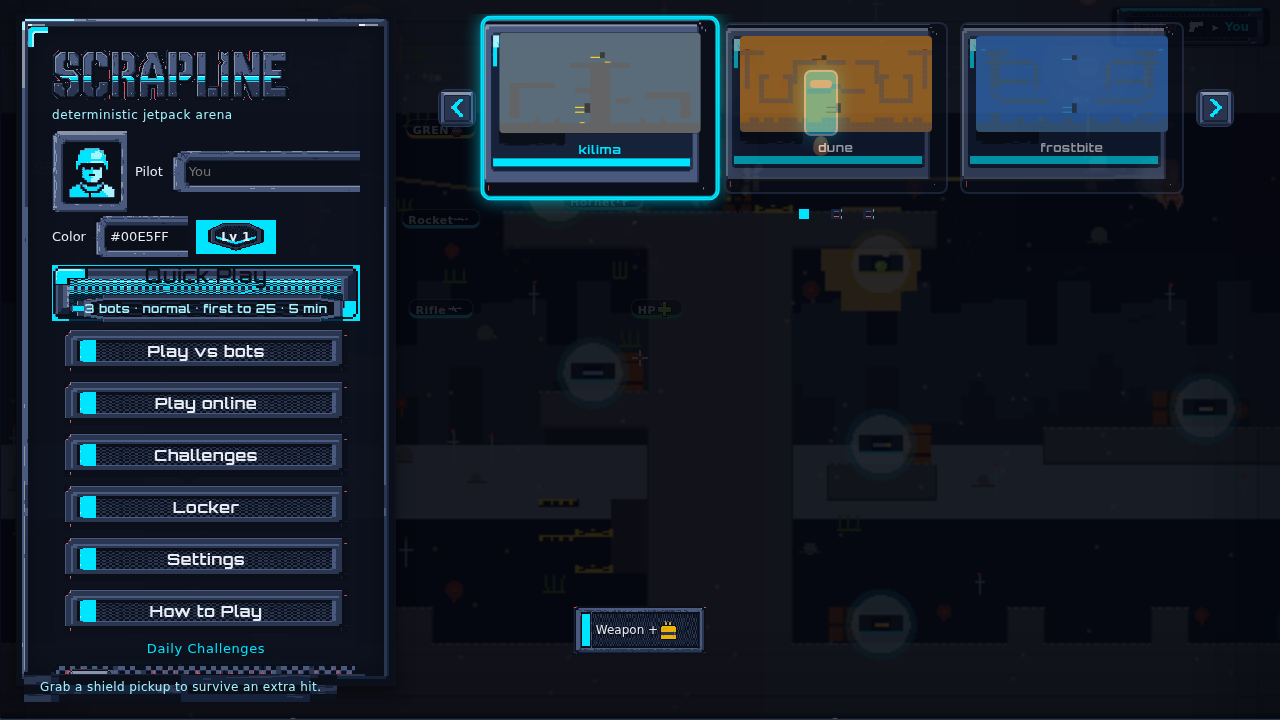 SCRAPLINE
deterministic jetpack arena
Pilot
You
Color
#00E5FF
Lv 1
Quick Play
3 bots · normal · first to 25 · 5 min
Play vs bots
Play online
Challenges
Locker
Settings
How to Play
Daily Challenges
Grab a shield pickup to survive an extra hit.
kilima
dune
frostbite
▸ You
GREN
Hornet
Rocket
Rifle
HP
Weapon +